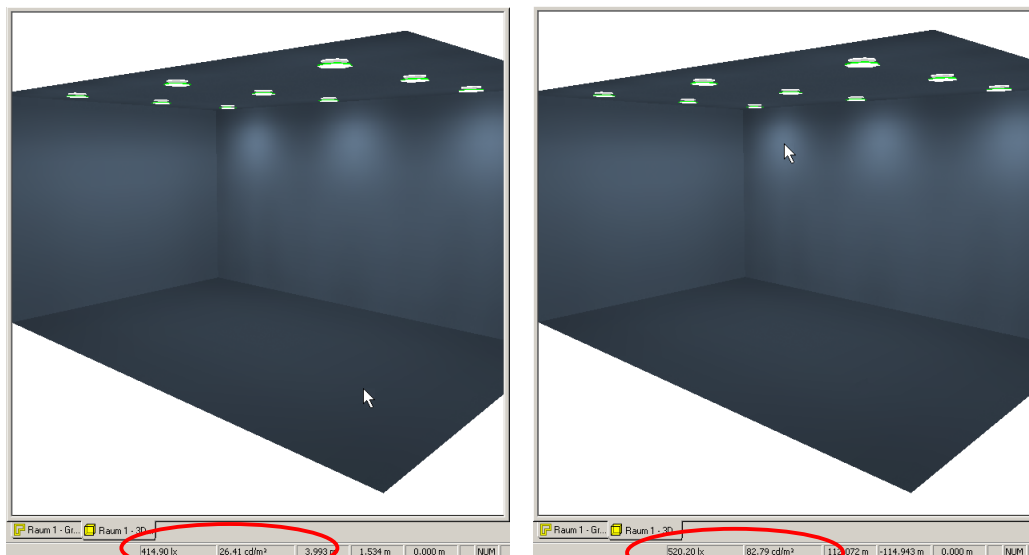 Raum 1 - Gr... Raum 1 - 3D
414.90 lx 26.41 cd/m² 3.993 m 1.534 m 0.000 m NUM
Raum 1 - Gr... Raum 1 - 3D
520.20 lx 82.79 cd/m² 112.072 m -114.943 m 0.000 m NUM